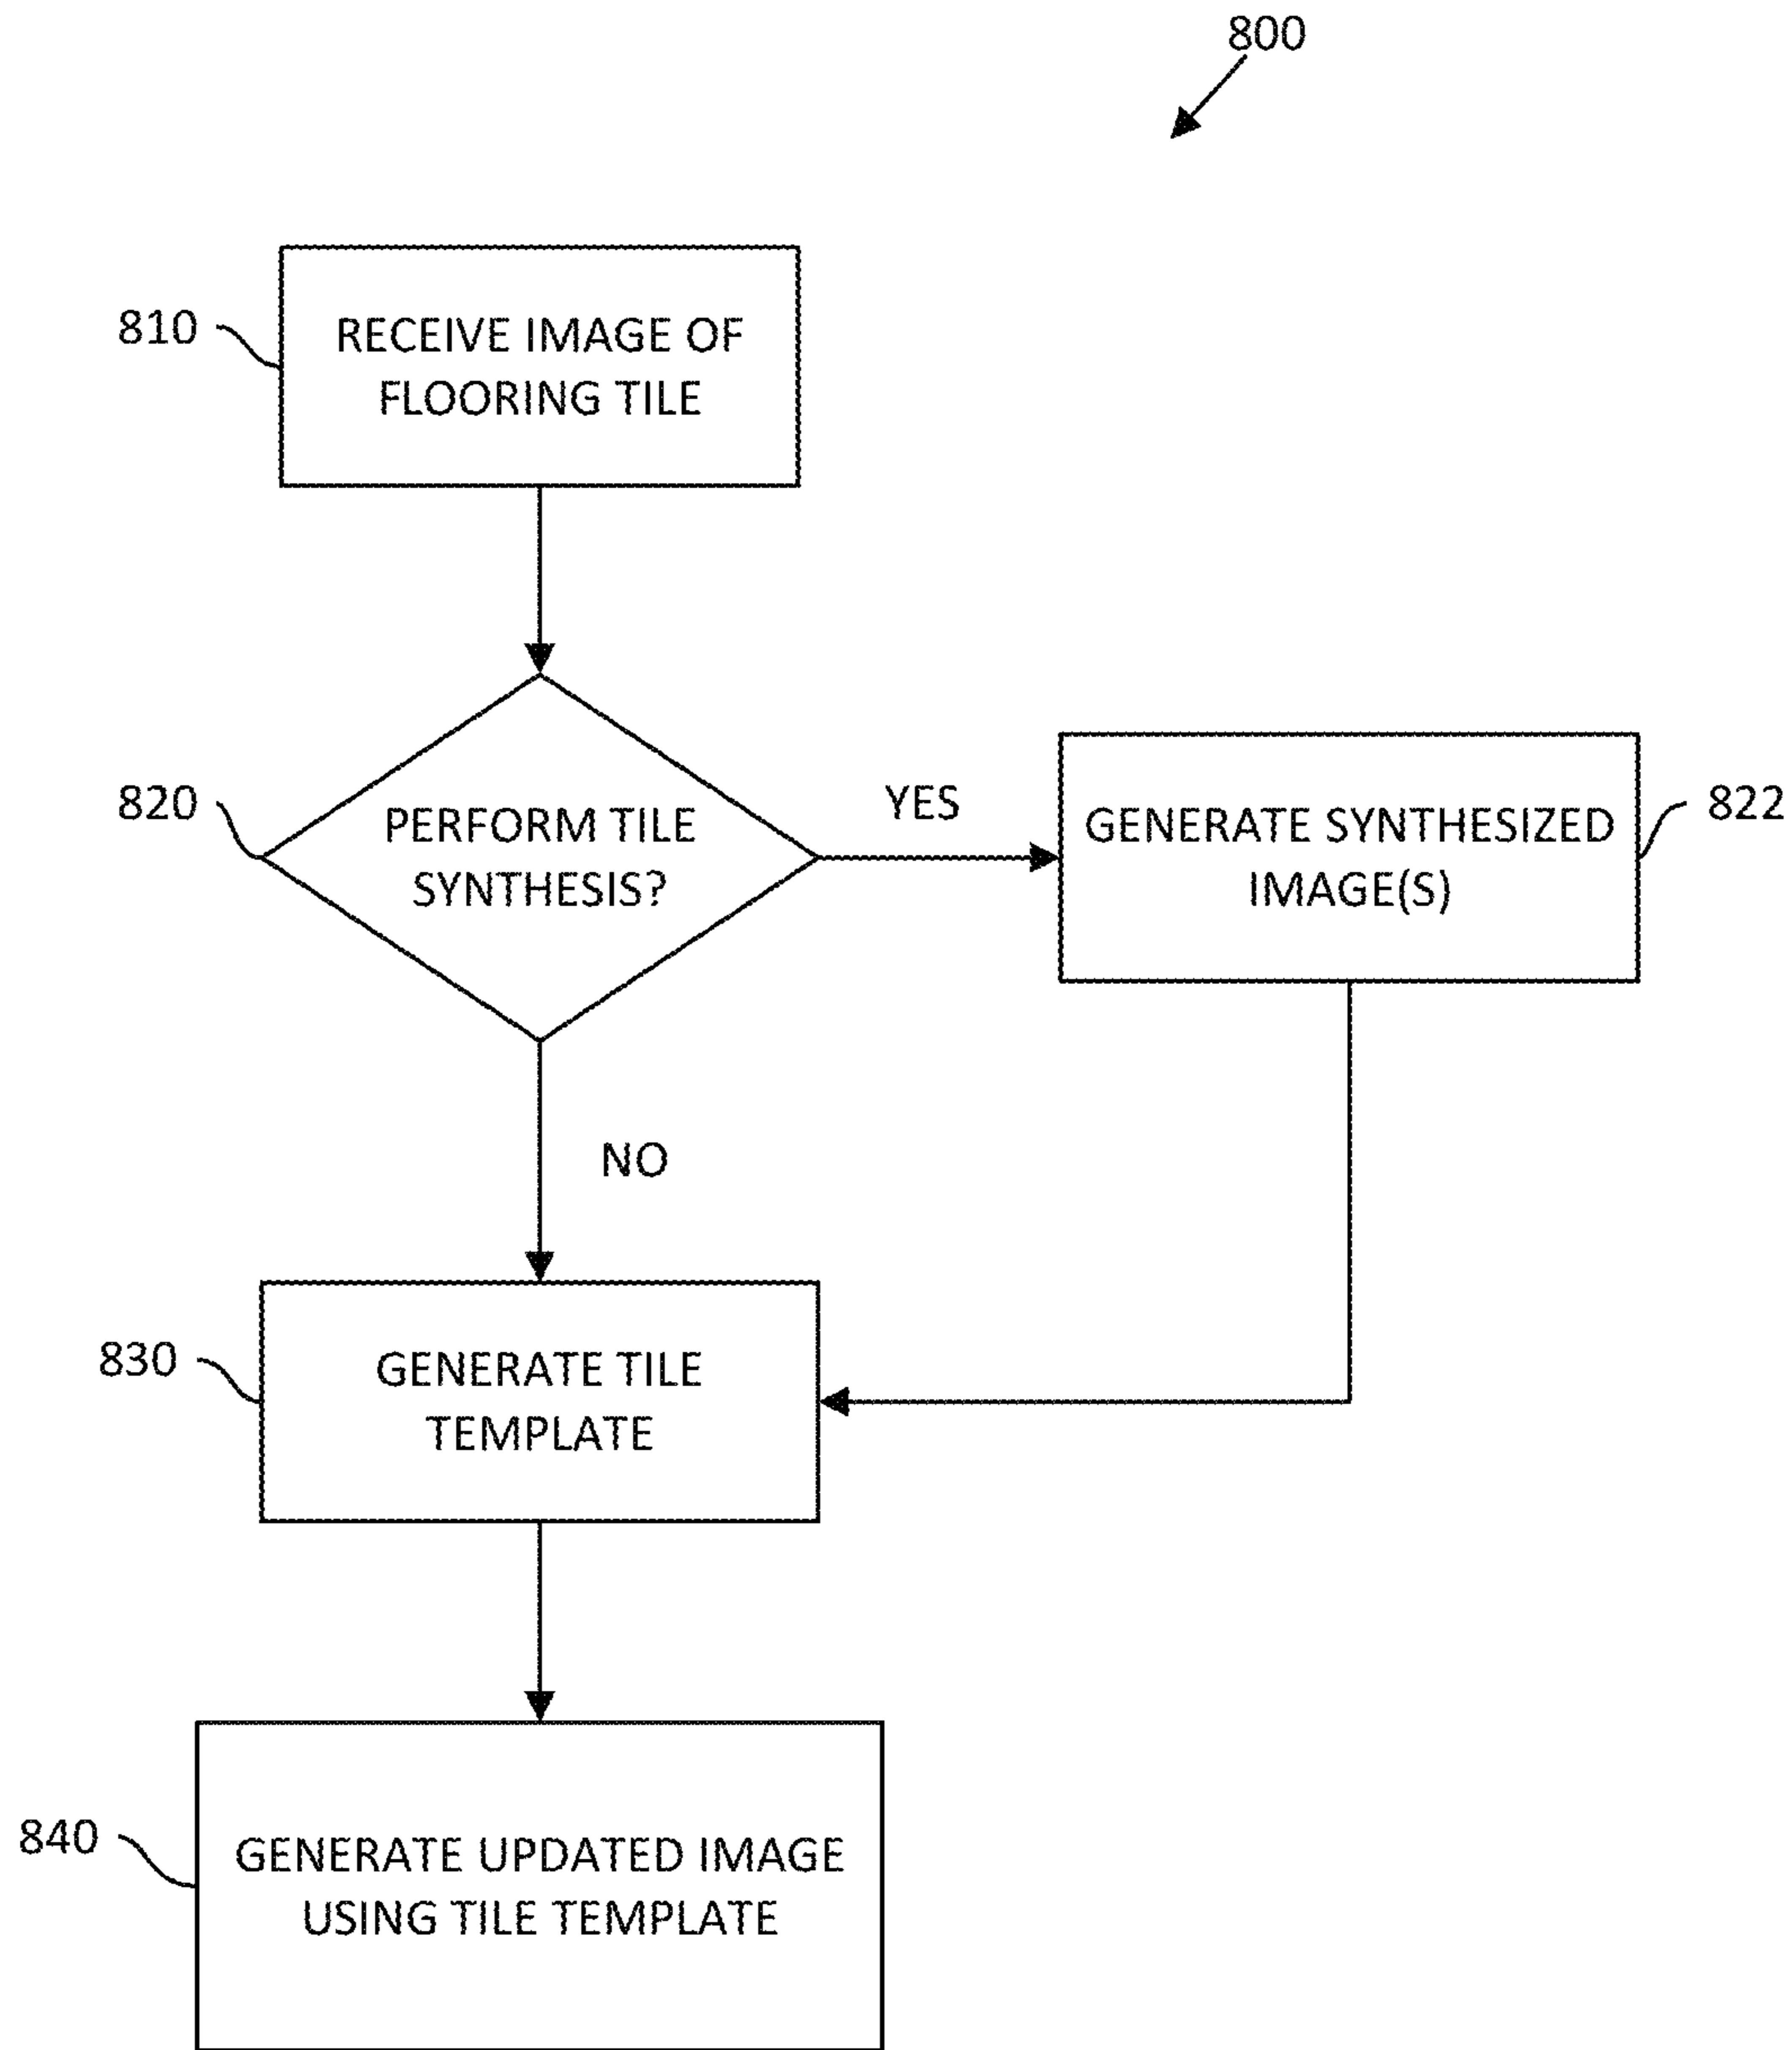 800
810
RECEIVE IMAGE OF
FLOORING TILE
820
PERFORM TILE
SYNTHESIS?
YES
GENERATE SYNTHESIZED
IMAGE(S)
822
NO
830
GENERATE TILE
TEMPLATE
840
GENERATE UPDATED IMAGE
USING TILE TEMPLATE